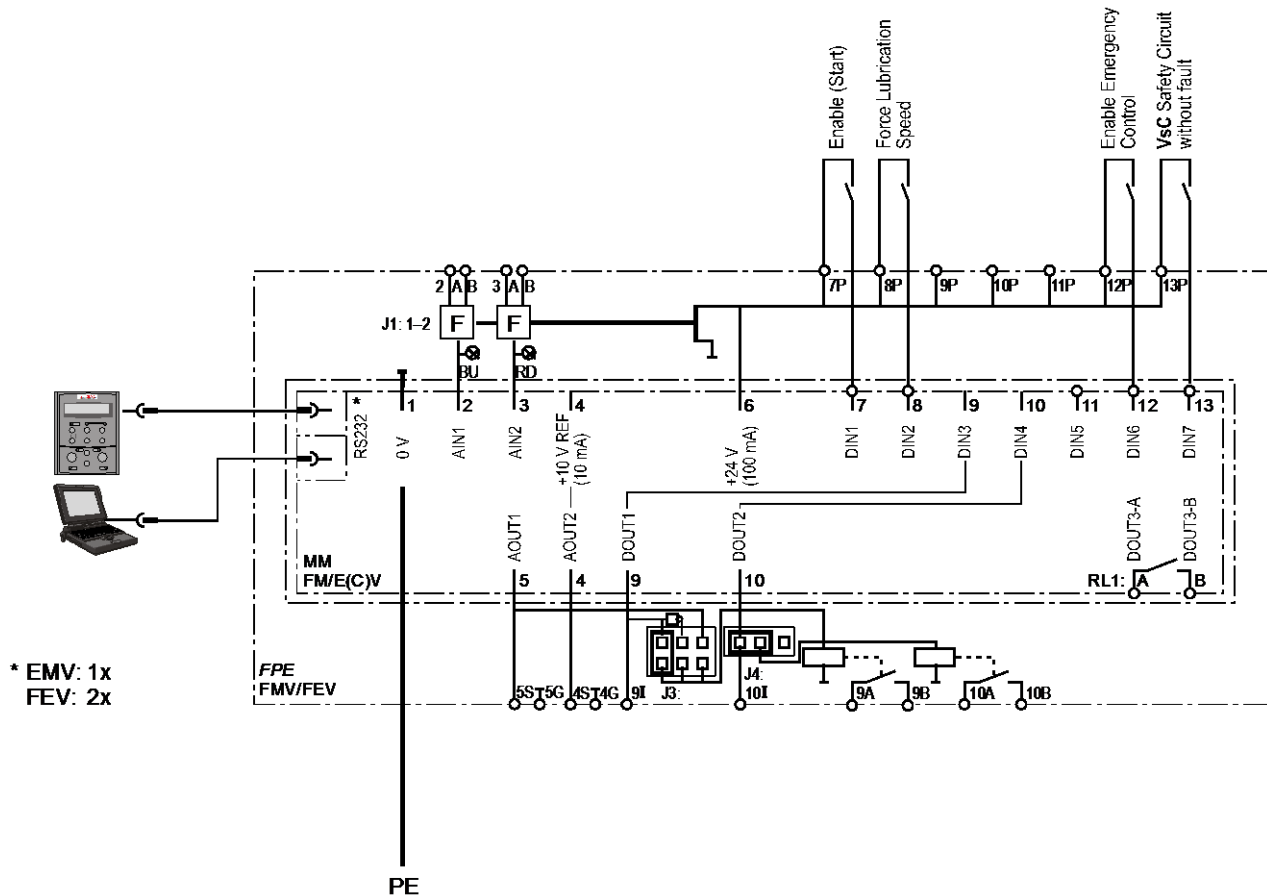 Enable (Start)
Force Lubrication
Speed
Enable Emergency
Control
VsC Safety Circuit
without fault
2 A B 3 A B
7P 8P 9P 10P 11P 12P 13P
J1: 1–2 F F
BU RD
* 1 2 3 4 6 7 8 9 10 11 12 13
RS232
0 V
AIN1
AIN2
+10 V REF
(10 mA)
+24 V
(100 mA)
DIN1
DIN2
DIN3
DIN4
DIN5
DIN6
DIN7
AOUT1
AOUT2
DOUT1
DOUT2
DOUT3-A
DOUT3-B
MM
FM/E(C)V
5 4 9 10 RL1: A B
* EMV: 1x
FEV: 2x
FPE
FMV/FEV
J3:
J4:
5S T 5G 4S T 4G 9I 10I 9A 9B 10A 10B
PE